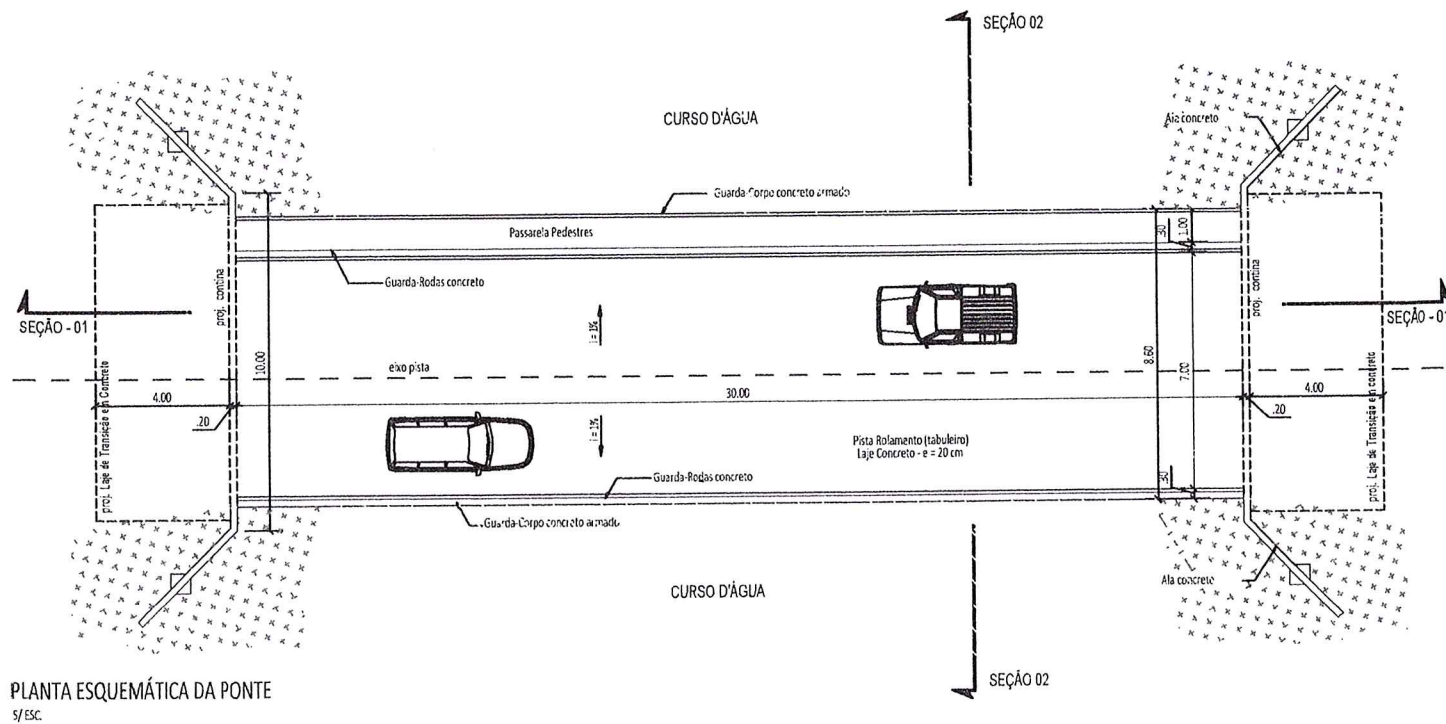 SEÇÃO 02
CURSO D'ÁGUA
Aia concreto
Guarda-Corpo concreto armado
Passarela Pedestres
.30
1.00
Guarda-Rodas concreto
proj. contina
proj. cortina
SEÇÃO - 01
SEÇÃO - 01
10.00
i = 1%
8.60
7.00
eixo pista
4.00
30.00
4.00
.20
.20
proj. Laje de Transição em Concreto
proj. Laje de Transição em concreto
i = 1%
Pista Rolamento (tabuleiro)
Laje Concreto - e = 20 cm
Guarda-Rodas concreto
.30
Guarda-Corpo concreto armado
CURSO D'ÁGUA
Ala concreto
SEÇÃO 02
PLANTA ESQUEMÁTICA DA PONTE
S/ESC.